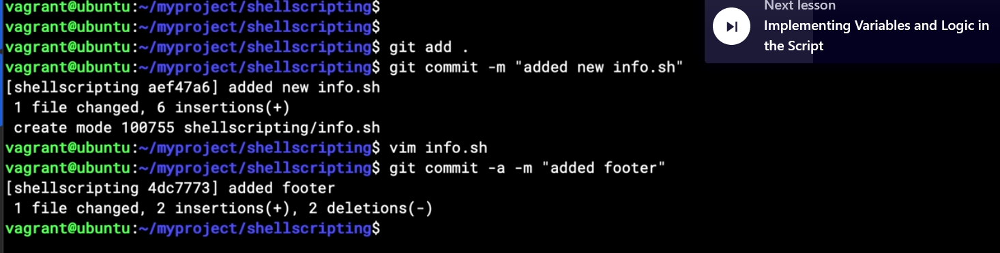 vagrant@ubuntu:~/myproject/shellscripting$
Next lesson
vagrant@ubuntu:~/myproject/shellscripting$
Implementing Variables and Logic in
the Script
vagrant@ubuntu:~/myproject/shellscripting$ git add .
vagrant@ubuntu:~/myproject/shellscripting$ git commit -m "added new info.sh"
[shellscripting aef47a6] added new info.sh
 1 file changed, 6 insertions(+)
 create mode 100755 shellscripting/info.sh
vagrant@ubuntu:~/myproject/shellscripting$ vim info.sh
vagrant@ubuntu:~/myproject/shellscripting$ git commit -a -m "added footer"
[shellscripting 4dc7773] added footer
 1 file changed, 2 insertions(+), 2 deletions(-)
vagrant@ubuntu:~/myproject/shellscripting$